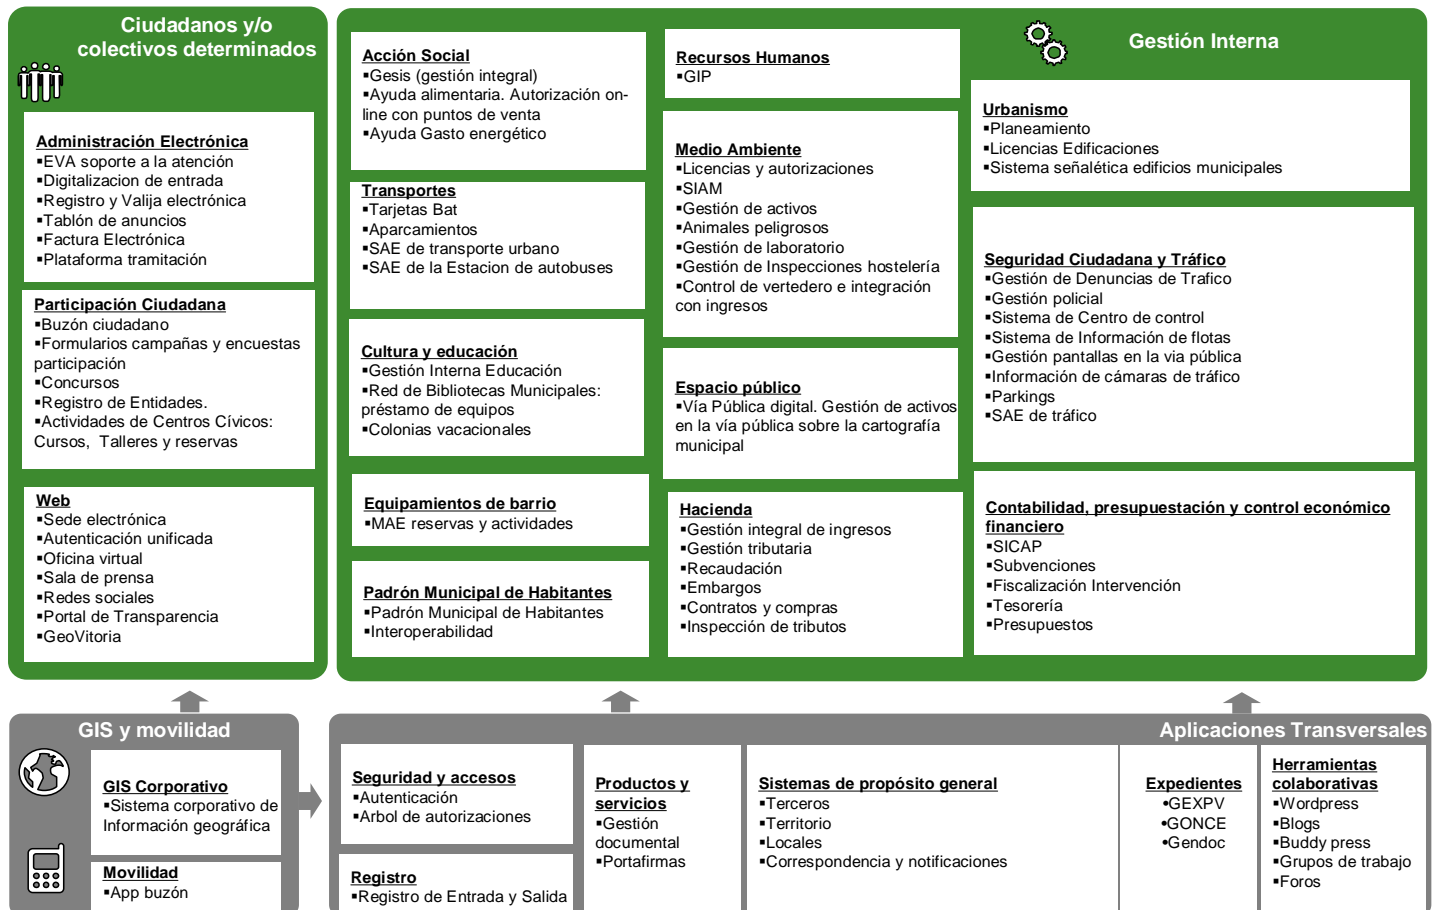 Ciudadanos y/o
colectivos determinados
Administración Electrónica
▪EVA soporte a la atención
▪Digitalizacion de entrada
▪Registro y Valija electrónica
▪Tablón de anuncios
▪Factura Electrónica
▪Plataforma tramitación
Participación Ciudadana
▪Buzón ciudadano
▪Formularios campañas y encuestas
participación
▪Concursos
▪Registro de Entidades.
▪Actividades de Centros Cívicos:
Cursos, Talleres y reservas
Web
▪Sede electrónica
▪Autenticación unificada
▪Oficina virtual
▪Sala de prensa
▪Redes sociales
▪Portal de Transparencia
▪GeoVitoria
Gestión Interna
Acción Social
▪Gesis (gestión integral)
▪Ayuda alimentaria. Autorización on-
line con puntos de venta
▪Ayuda Gasto energético
Transportes
▪Tarjetas Bat
▪Aparcamientos
▪SAE de transporte urbano
▪SAE de la Estacion de autobuses
Cultura y educación
▪Gestión Interna Educación
▪Red de Bibliotecas Municipales:
préstamo de equipos
▪Colonias vacacionales
Equipamientos de barrio
▪MAE reservas y actividades
Padrón Municipal de Habitantes
▪Padrón Municipal de Habitantes
▪Interoperabilidad
Recursos Humanos
▪GIP
Medio Ambiente
▪Licencias y autorizaciones
▪SIAM
▪Gestión de activos
▪Animales peligrosos
▪Gestión de laboratorio
▪Gestión de Inspecciones hostelería
▪Control de vertedero e integración
con ingresos
Espacio público
▪Vía Pública digital. Gestión de activos
en la vía pública sobre la cartografía
municipal
Hacienda
▪Gestión integral de ingresos
▪Gestión tributaria
▪Recaudación
▪Embargos
▪Contratos y compras
▪Inspección de tributos
Urbanismo
▪Planeamiento
▪Licencias Edificaciones
▪Sistema señalética edificios municipales
Seguridad Ciudadana y Tráfico
▪Gestión de Denuncias de Trafico
▪Gestión policial
▪Sistema de Centro de control
▪Sistema de Información de flotas
▪Gestión pantallas en la via pública
▪Información de cámaras de tráfico
▪Parkings
▪SAE de tráfico
Contabilidad, presupuestación y control económico
financiero
▪SICAP
▪Subvenciones
▪Fiscalización Intervención
▪Tesorería
▪Presupuestos
GIS y movilidad
GIS Corporativo
▪Sistema corporativo de
Información geográfica
Movilidad
▪App buzón
Aplicaciones Transversales
Seguridad y accesos
▪Autenticación
▪Arbol de autorizaciones
Registro
▪Registro de Entrada y Salida
Productos y
servicios
▪Gestión
documental
▪Portafirmas
Sistemas de propósito general
▪Terceros
▪Territorio
▪Locales
▪Correspondencia y notificaciones
Expedientes
•GEXPV
•GONCE
•Gendoc
Herramientas
colaborativas
▪Wordpress
▪Blogs
▪Buddy press
▪Grupos de trabajo
▪Foros